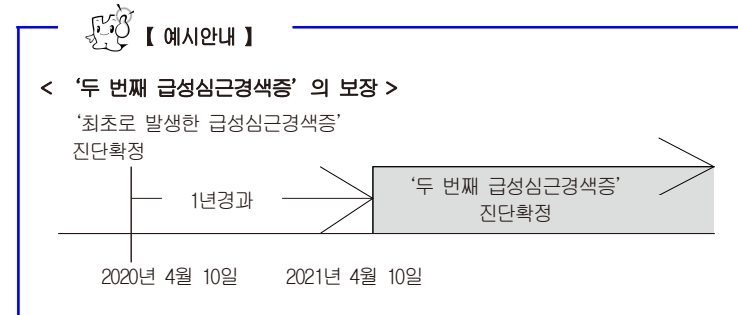 【 예시안내 】
< ‘두 번째 급성심근경색증’ 의 보장 >
‘최초로 발생한 급성심근경색증’
진단확정
1년경과
‘두 번째 급성심근경색증’
진단확정
2020년 4월 10일
2021년 4월 10일